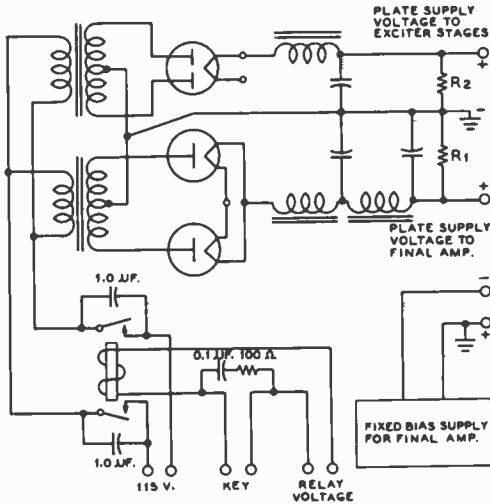 PLATE SUPPLY
VOLTAGE TO
EXCITER STAGES
+
R2
-
R1
+
PLATE SUPPLY
VOLTAGE TO
FINAL AMP.
1.0 µF.
-
+
0.1 µF. 100 Ω
FIXED BIAS SUPPLY
FOR FINAL AMP.
1.0 µF.
115 V.
KEY
RELAY
VOLTAGE